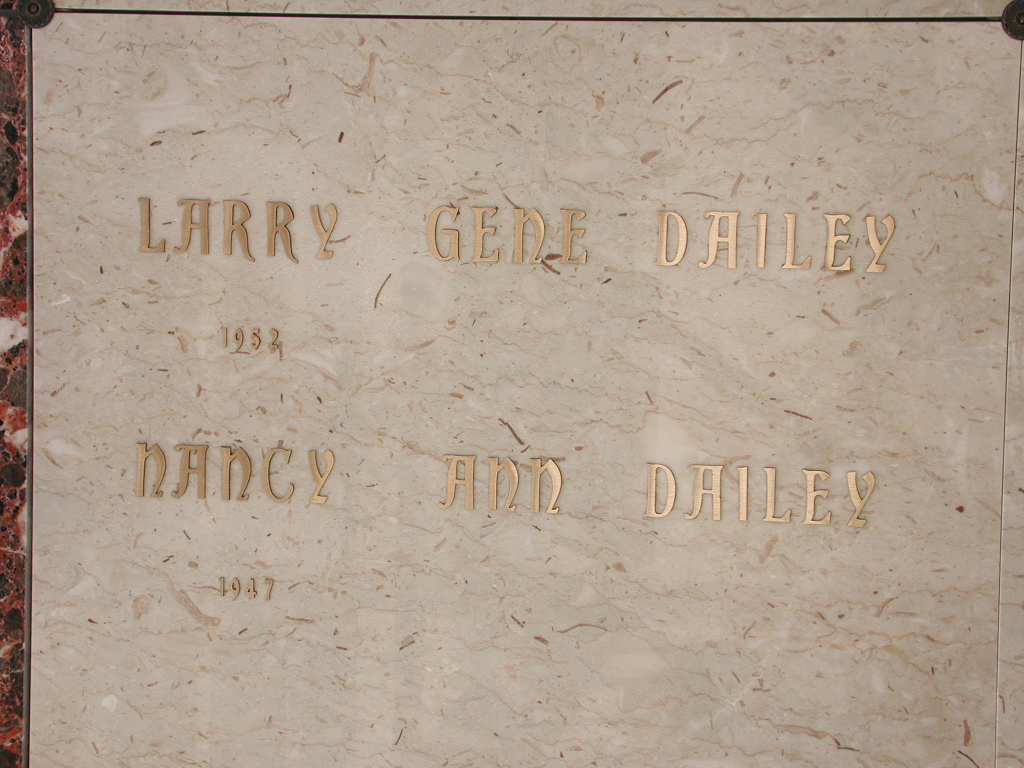 LARRY GENE DAILEY
1952
NANCY ANN DAILEY
1947